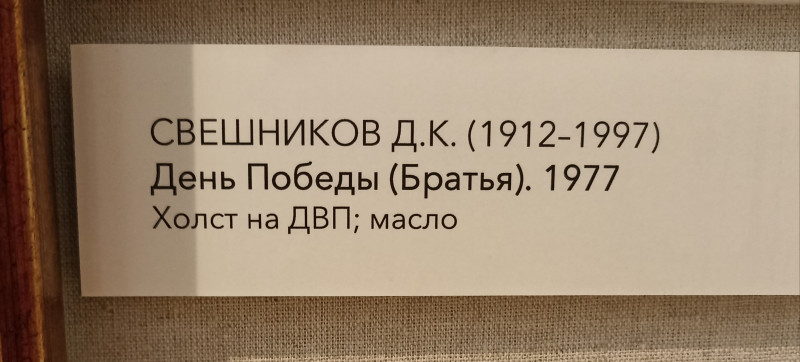 СВЕШНИКОВ Д.К. (1912–1997)
День Победы (Братья). 1977
Холст на ДВП; масло